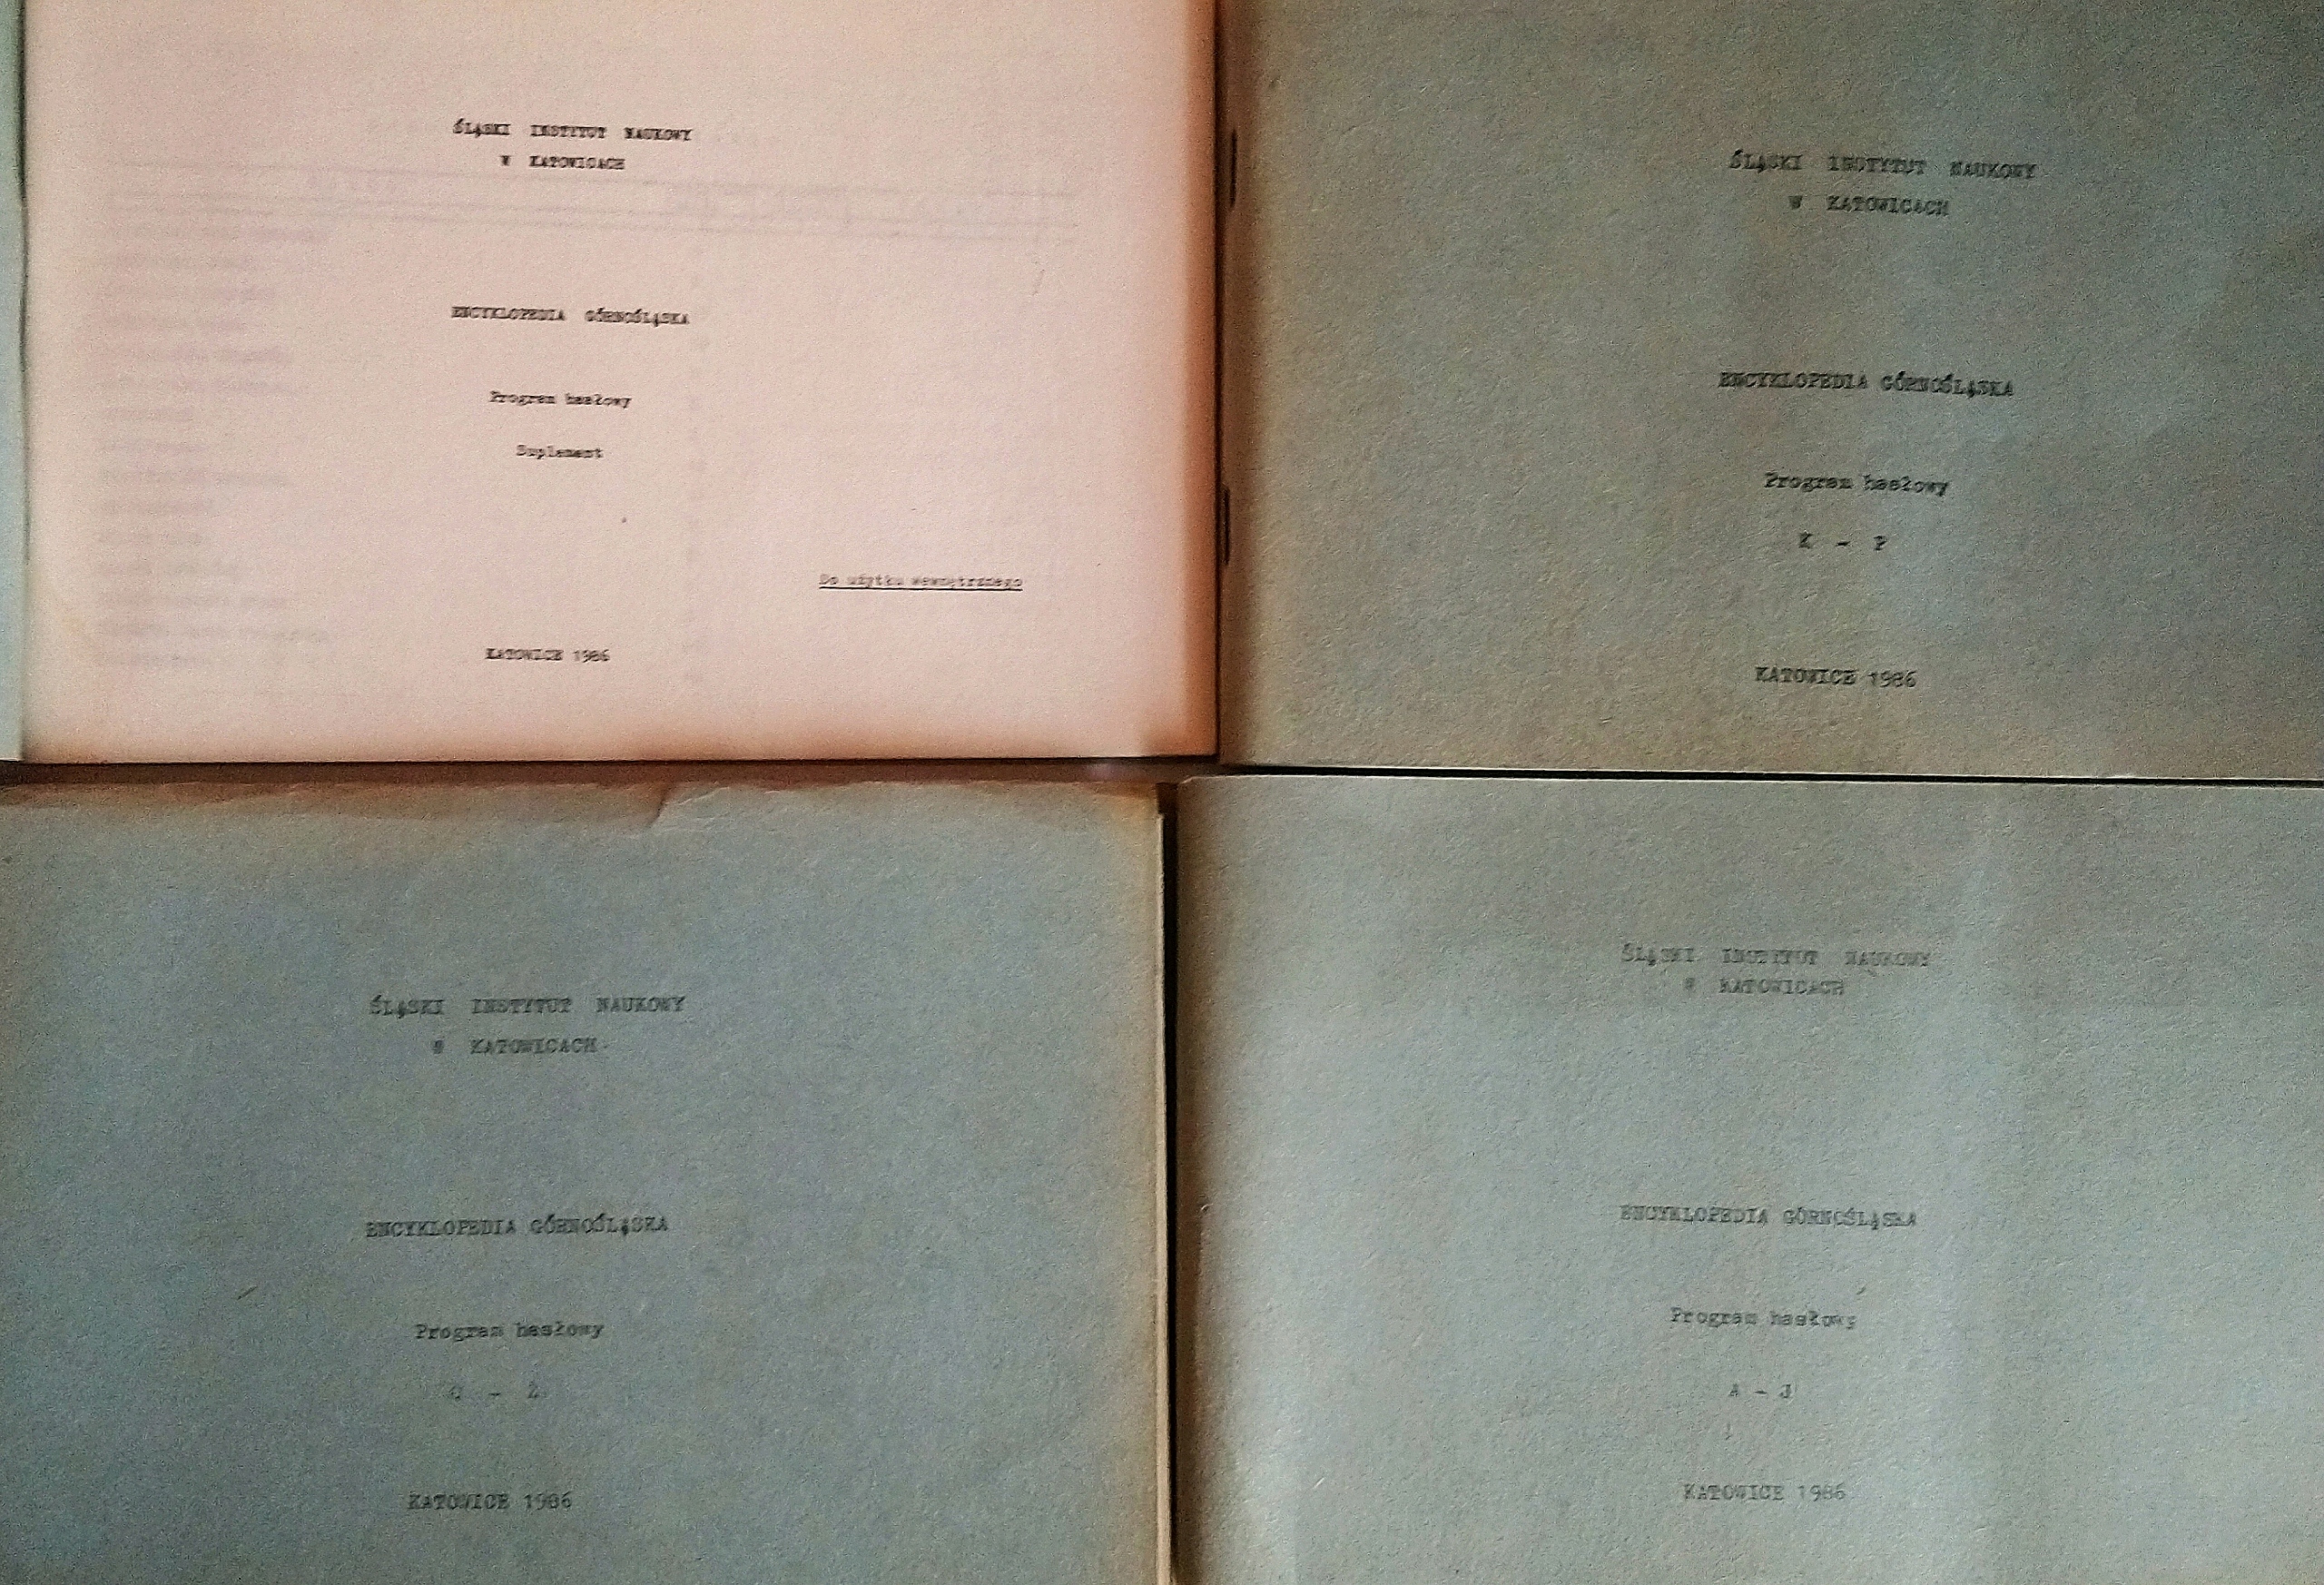 ŚLĄSKI INSTYTUT NAUKOWY
W KATOWICACH
ENCYKLOPEDIA GÓRNOŚLĄSKA
Program hasłowy
Suplement
Do użytku wewnętrznego
KATOWICE 1986
ŚLĄSKI INSTYTUT NAUKOWY
W KATOWICACH
ENCYKLOPEDIA GÓRNOŚLĄSKA
Program hasłowy
K - P
KATOWICE 1986
ŚLĄSKI INSTYTUT NAUKOWY
W KATOWICACH
ENCYKLOPEDIA GÓRNOŚLĄSKA
Program hasłowy
KATOWICE 1986
ŚLĄSKI INSTYTUT NAUKOWY
W KATOWICACH
ENCYKLOPEDIA GÓRNOŚLĄSKA
Program hasłowy
A - J
KATOWICE 1986